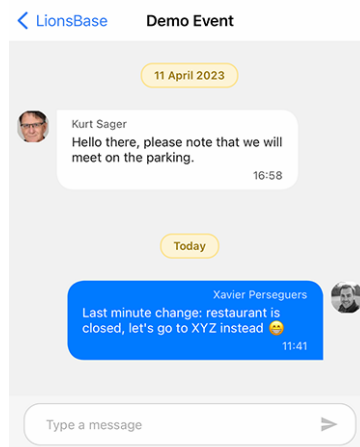 LionsBase
Demo Event
11 April 2023
Kurt Sager
Hello there, please note that we will
meet on the parking.
16:58
Today
Xavier Perseguers
Last minute change: restaurant is
closed, let's go to XYZ instead 😁
11:41
Type a message